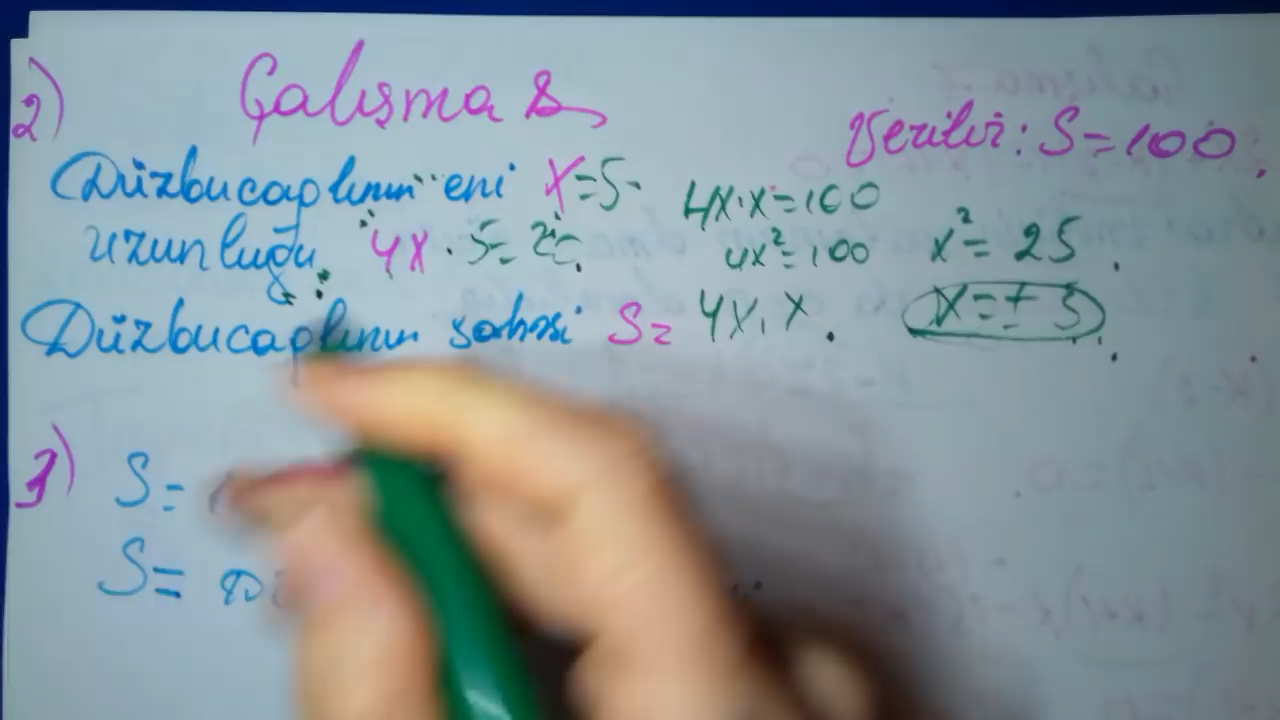 2) Çalışma 8
Verilir: S=100
Düzbucaqlının eni x=5
uzunluğu 4x · 5=
4x·x=100
4x²=100
x²=25
x=±5
Düzbucaqlının sahəsi S= 4x·x
3) S=
S=